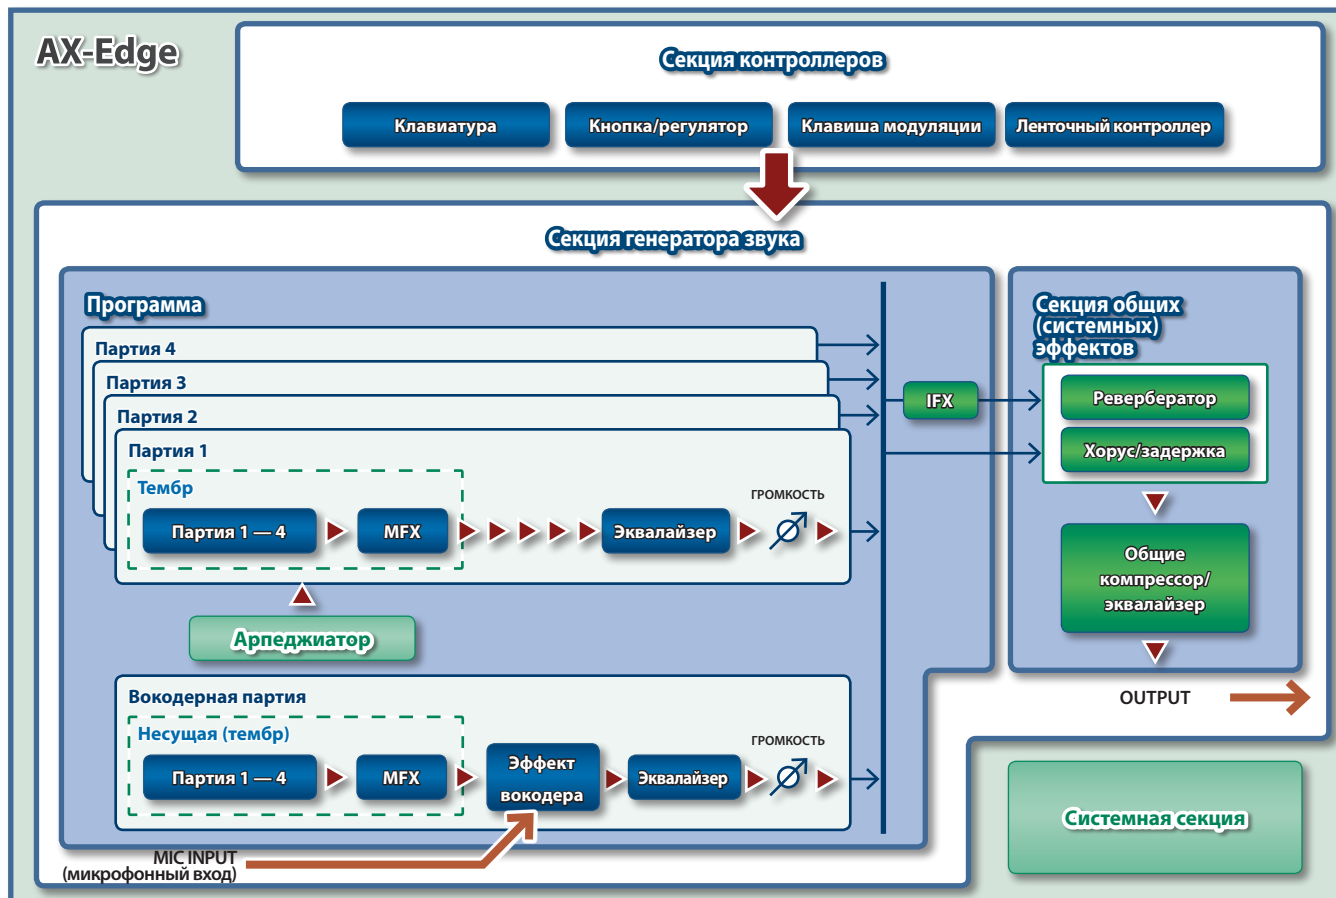 AX-Edge
Секция контроллеров
Клавиатура
Кнопка/регулятор
Клавиша модуляции
Ленточный контроллер
Секция генератора звука
Программа
Партия 4
Партия 3
Партия 2
Партия 1
Тембр
Партия 1 — 4
MFX
Эквалайзер
ГРОМКОСТЬ
Арпеджиатор
Вокодерная партия
Несущая (тембр)
Партия 1 — 4
MFX
Эффект
вокодера
Эквалайзер
ГРОМКОСТЬ
MIC INPUT
(микрофонный вход)
IFX
Секция общих
(системных)
эффектов
Ревербератор
Хорус/задержка
Общие
компрессор/
эквалайзер
OUTPUT
Системная секция